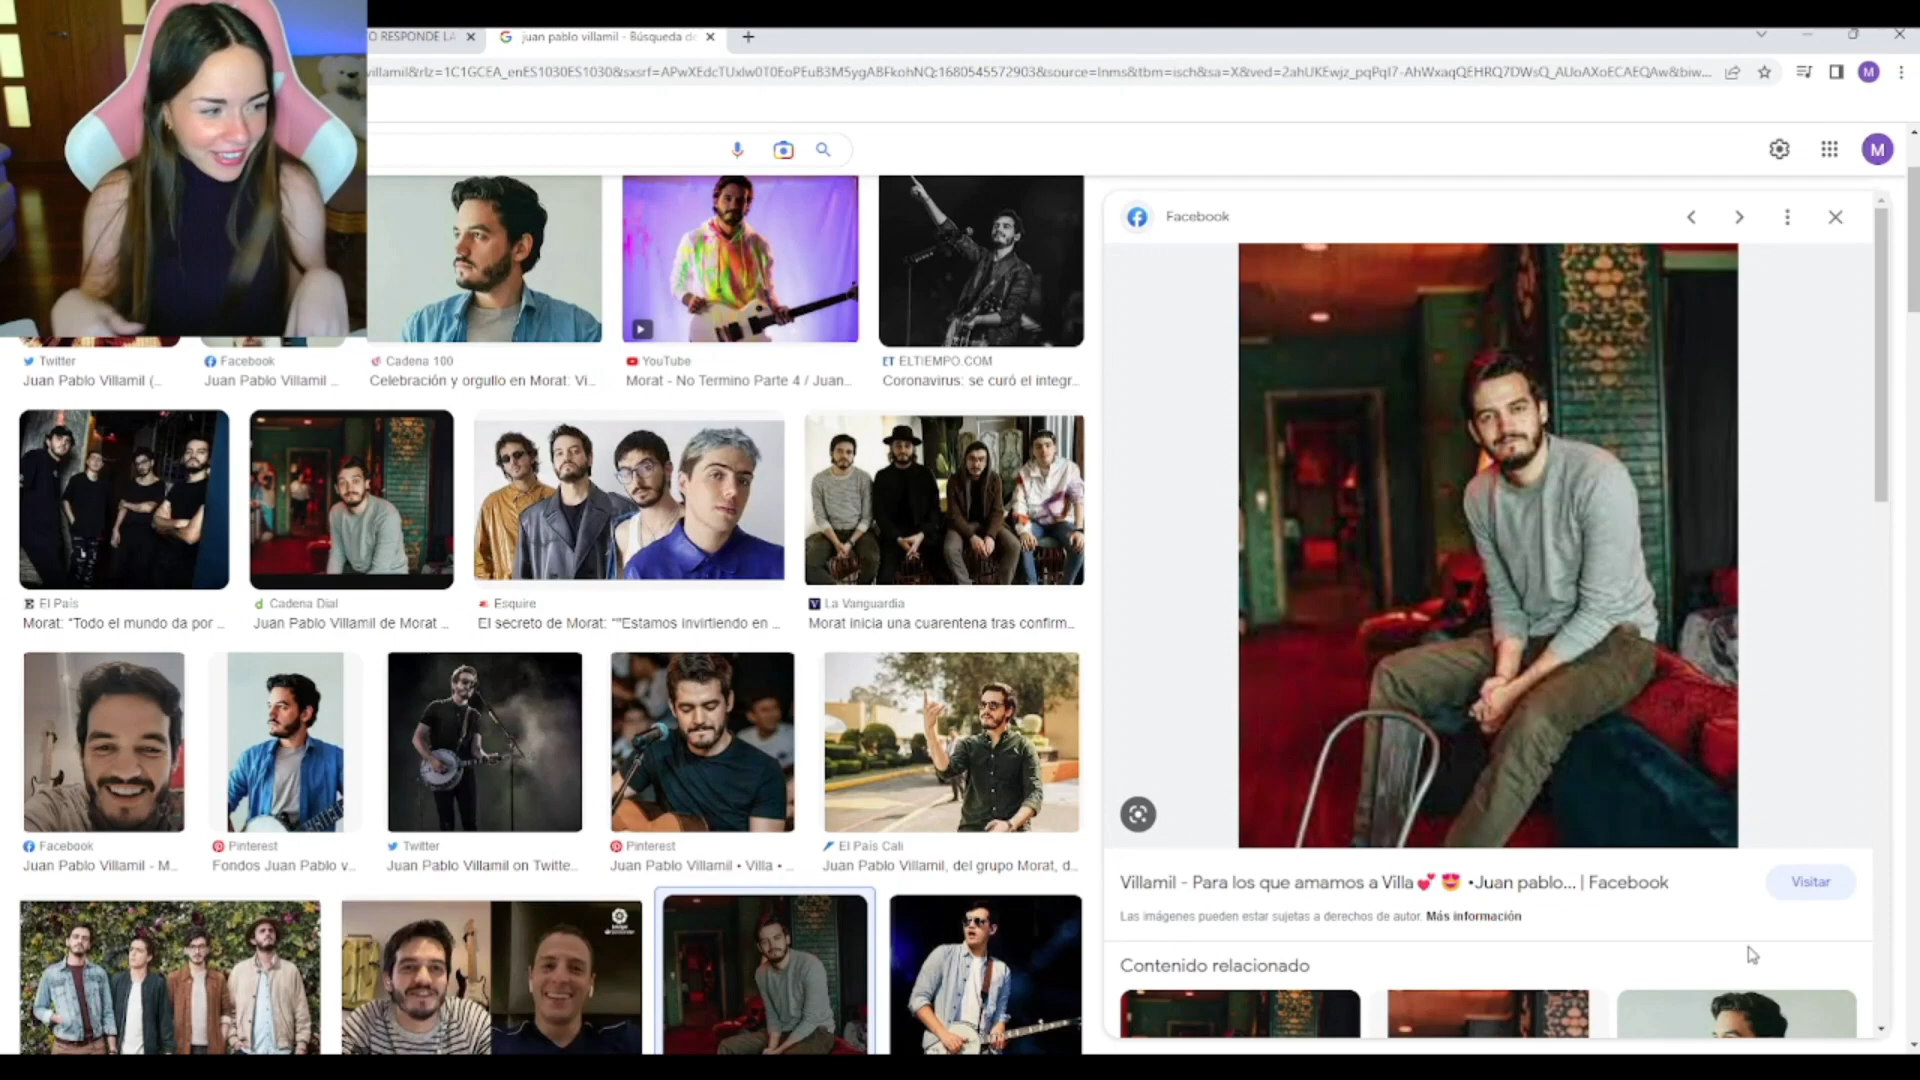 O RESPONDE LA
juan pablo villamil - Búsqueda de
M
Facebook
Twitter
Juan Pablo Villamil (...
Facebook
Juan Pablo Villamil ...
Cadena 100
Celebración y orgullo en Morat: Vi...
YouTube
Morat - No Termino Parte 4 / Juan...
ET ELTIEMPO.COM
Coronavirus: se curó el integr...
El País
Morat: "Todo el mundo da por ...
Cadena Dial
Juan Pablo Villamil de Morat ...
Esquire
El secreto de Morat: ""Estamos invirtiendo en ...
La Vanguardia
Morat inicia una cuarentena tras confirm...
Facebook
Juan Pablo Villamil - M...
Pinterest
Fondos Juan Pablo v...
Twitter
Juan Pablo Villamil on Twitte...
Pinterest
Juan Pablo Villamil • Villa • ...
El País Cali
Juan Pablo Villamil, del grupo Morat, d...
Villamil - Para los que amamos a Villa💕 😍 •Juan pablo... | Facebook
Visitar
Las imágenes pueden estar sujetas a derechos de autor. Más información
Contenido relacionado